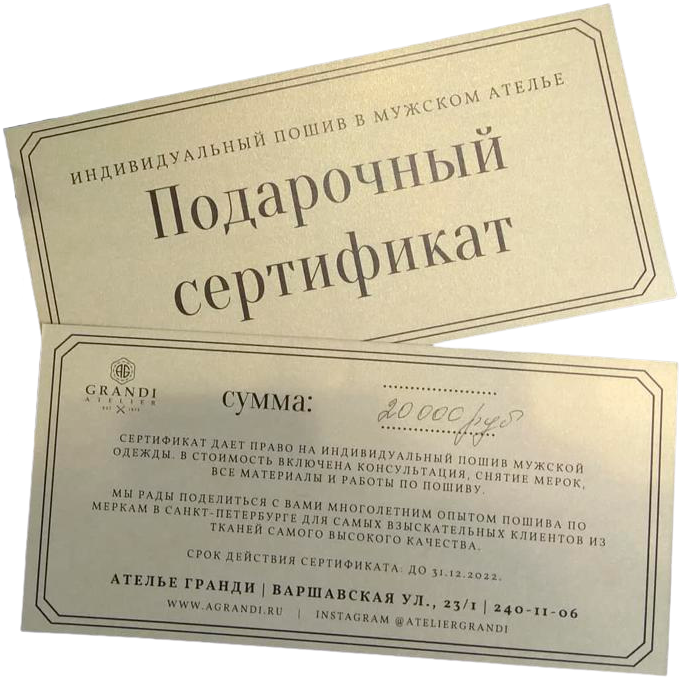 ИНДИВИДУАЛЬНЫЙ ПОШИВ В МУЖСКОМ АТЕЛЬЕ
Подарочный
сертификат
AG
GRANDI
ATELIER
сумма:
20 000 руб
СЕРТИФИКАТ ДАЕТ ПРАВО НА ИНДИВИДУАЛЬНЫЙ ПОШИВ МУЖСКОЙ
ОДЕЖДЫ. В СТОИМОСТЬ ВКЛЮЧЕНА КОНСУЛЬТАЦИЯ, СНЯТИЕ МЕРОК,
ВСЕ МАТЕРИАЛЫ И РАБОТЫ ПО ПОШИВУ.
МЫ РАДЫ ПОДЕЛИТЬСЯ С ВАМИ МНОГОЛЕТНИМ ОПЫТОМ ПОШИВА ПО
МЕРКАМ В САНКТ-ПЕТЕРБУРГЕ ДЛЯ САМЫХ ВЗЫСКАТЕЛЬНЫХ КЛИЕНТОВ ИЗ
ТКАНЕЙ САМОГО ВЫСОКОГО КАЧЕСТВА.
СРОК ДЕЙСТВИЯ СЕРТИФИКАТА: ДО 31.12.2022.
АТЕЛЬЕ ГРАНДИ | ВАРШАВСКАЯ УЛ., 23/1 | 240-11-06
WWW.AGRANDI.RU | INSTAGRAM @ATELIERGRANDI